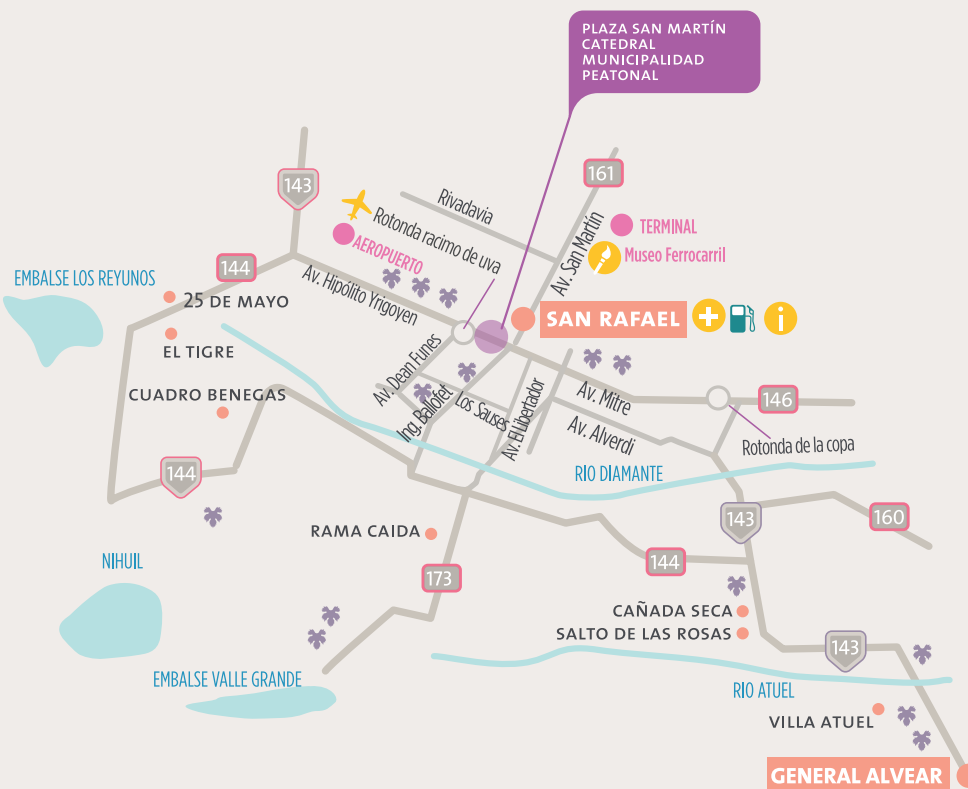 PLAZA SAN MARTÍN
CATEDRAL
MUNICIPALIDAD
PEATONAL
161
143
Rivadavia
Rotonda racimo de uva
Av. San Martín
TERMINAL
Museo Ferrocarril
AEROPUERTO
144
EMBALSE LOS REYUNOS
Av. Hipólito Yrigoyen
25 DE MAYO
SAN RAFAEL
i
EL TIGRE
Av. Dean Funes
CUADRO BENEGAS
Ing. Ballofet
Los Sauses
Av. El Libertador
Av. Mitre
146
Av. Alverdi
Rotonda de la copa
144
RIO DIAMANTE
143
160
RAMA CAIDA
NIHUIL
144
173
CAÑADA SECA
SALTO DE LAS ROSAS
143
EMBALSE VALLE GRANDE
RIO ATUEL
VILLA ATUEL
GENERAL ALVEAR